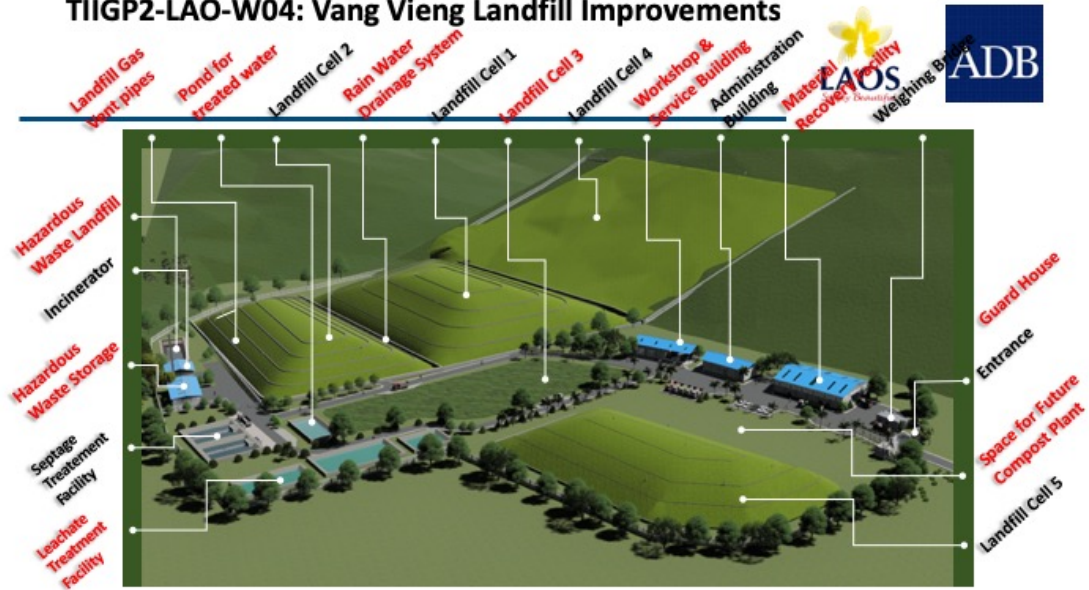 TIIGP2-LAO-W04: Vang Vieng Landfill Improvements
Landfill Gas
Vent pipes
Pond for
treated water
Landfill Cell 2
Rain Water
Drainage System
Landfill Cell 1
Landfill Cell 3
Landfill Cell 4
Workshop &
Service Building
Administration
Building
Material
Recovery Facility
Weighing Bridge
LAOS
Simply Beautiful
ADB
Hazardous
Waste Landfill
Incinerator
Hazardous
Waste Storage
Septage
Treatement
Facility
Leachate
Treatment
Facility
Guard House
Entrance
Space for Future
Compost Plant
Landfill Cell 5